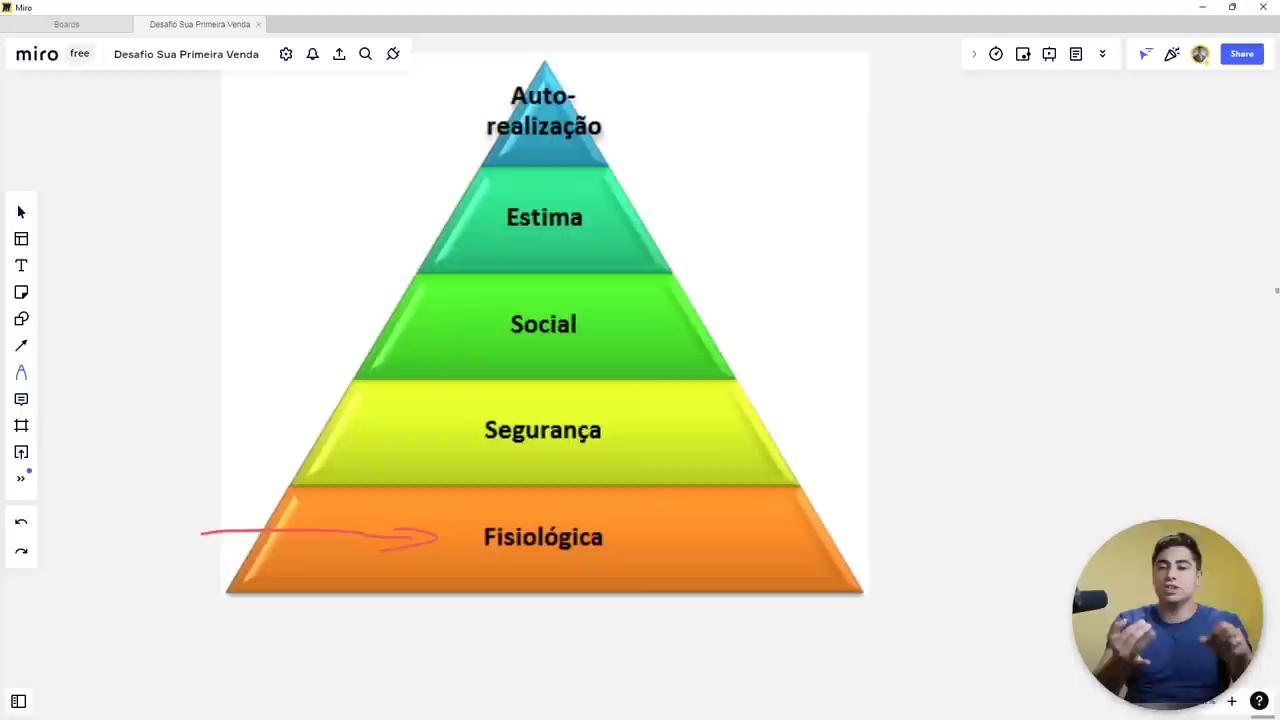 Miro
Boards
Desafio Sua Primeira Venda
miro free Desafio Sua Primeira Venda
Share
Auto-
realização
Estima
Social
Segurança
Fisiológica